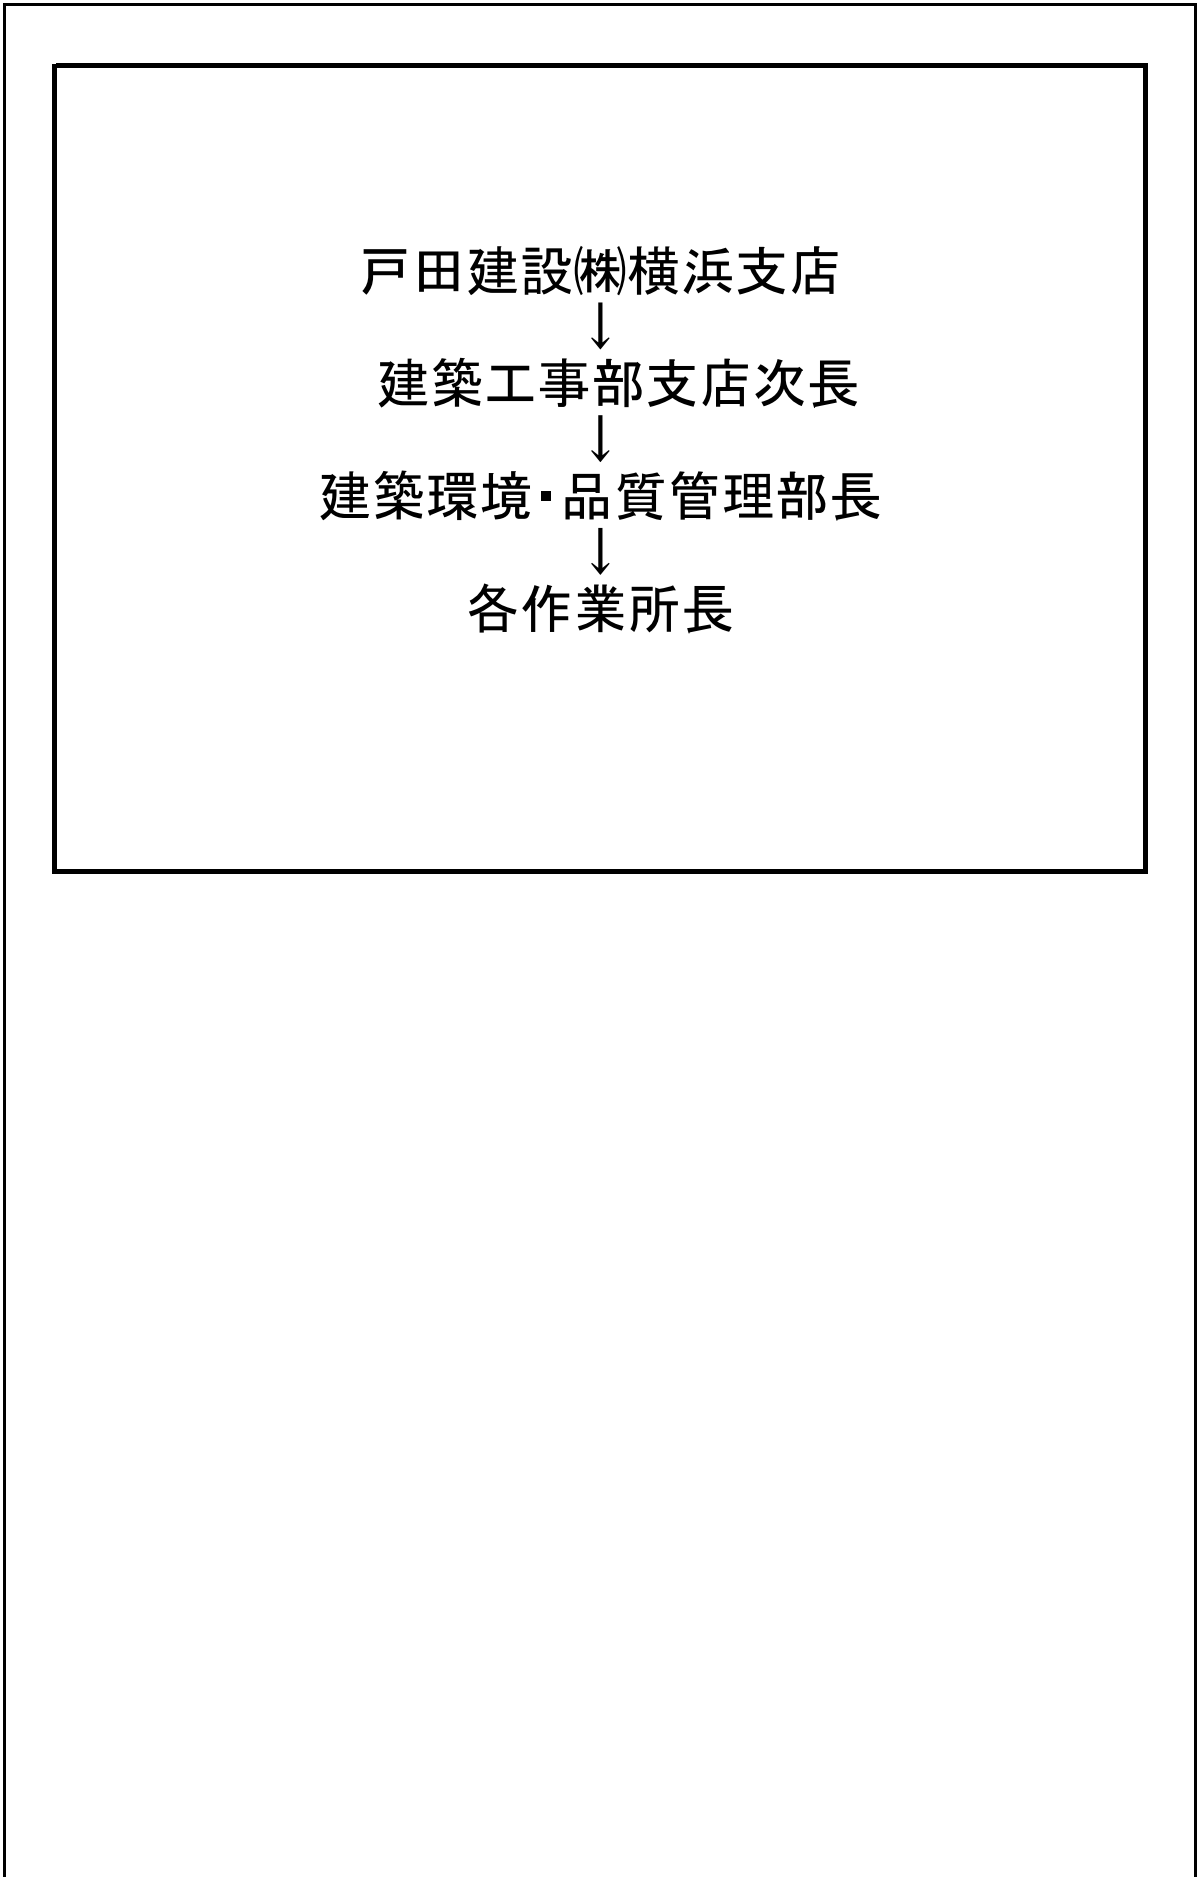 戸田建設㈱横浜支店
↓
建築工事部支店次長
↓
建築環境・品質管理部長
↓
各作業所長